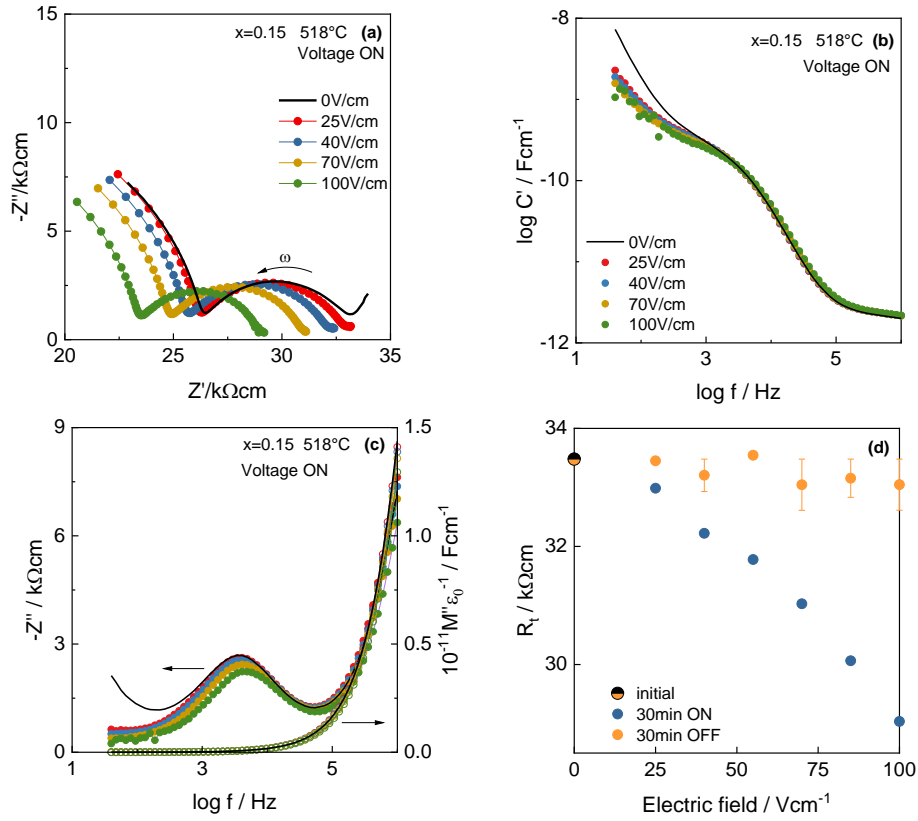 x=0.15 518°C (a)
Voltage ON
0V/cm
25V/cm
40V/cm
70V/cm
100V/cm
ω
15
10
5
0
20 25 30 35
-Z''/kΩcm
Z'/kΩcm
x=0.15 518°C (b)
Voltage ON
0V/cm
25V/cm
40V/cm
70V/cm
100V/cm
-8
-10
-12
1 3 5
log C' / Fcm⁻¹
log f / Hz
x=0.15 518°C (c)
Voltage ON
9
6
3
0
1.5
1.0
0.5
0.0
1 3 5
-Z'' / kΩcm
10⁻¹¹M''ε₀⁻¹ / Fcm⁻¹
log f / Hz
(d)
34
32
30
0 25 50 75 100
initial
30min ON
30min OFF
Rₜ / kΩcm
Electric field / Vcm⁻¹